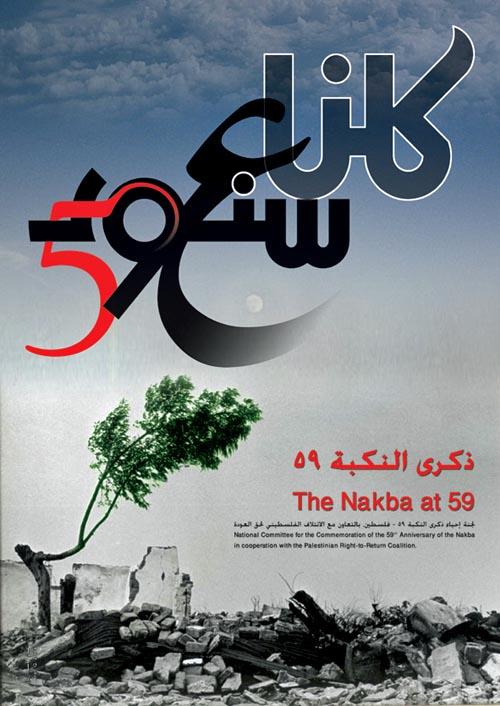 كلنا
سنعود
59
ذكرى النكبة ٥٩
The Nakba at 59
لجنة إحياء ذكرى النكبة ٥٩ - فلسطين. بالتعاون مع الائتلاف الفلسطيني لحق العودة
National Committee for the Commemoration of the 59th Anniversary of the Nakba
in cooperation with the Palestinian Right-to-Return Coalition.